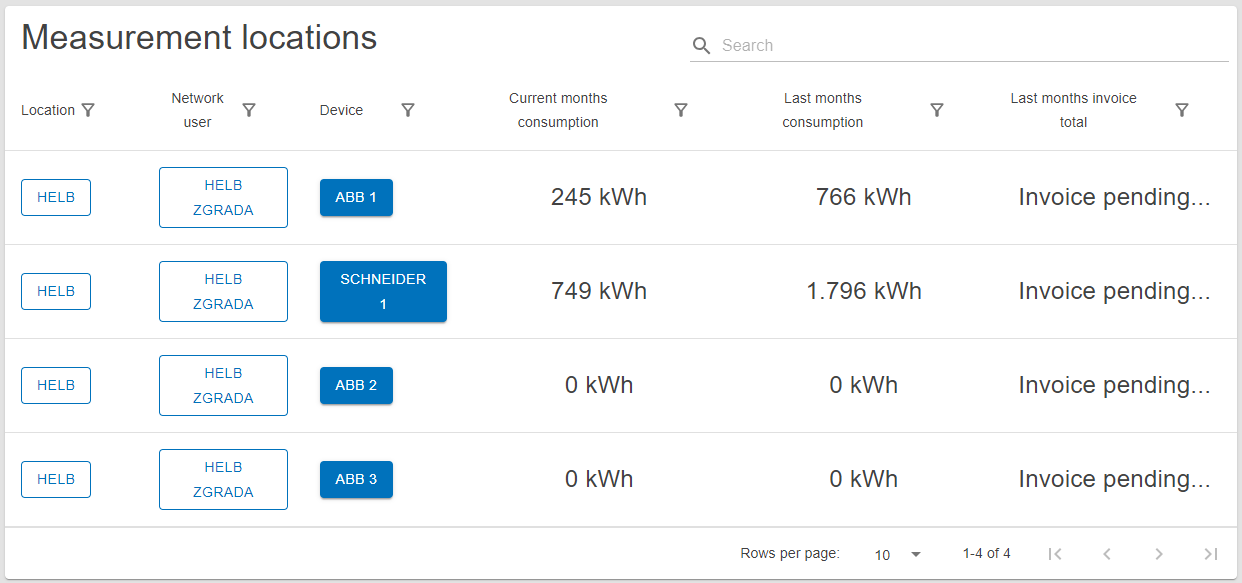 Measurement locations
Search
Location
Network
user
Device
Current months
consumption
Last months
consumption
Last months invoice
total
HELB
HELB
ZGRADA
ABB 1
245 kWh
766 kWh
Invoice pending...
HELB
HELB
ZGRADA
SCHNEIDER
1
749 kWh
1.796 kWh
Invoice pending...
HELB
HELB
ZGRADA
ABB 2
0 kWh
0 kWh
Invoice pending...
HELB
HELB
ZGRADA
ABB 3
0 kWh
0 kWh
Invoice pending...
Rows per page:
10
1-4 of 4